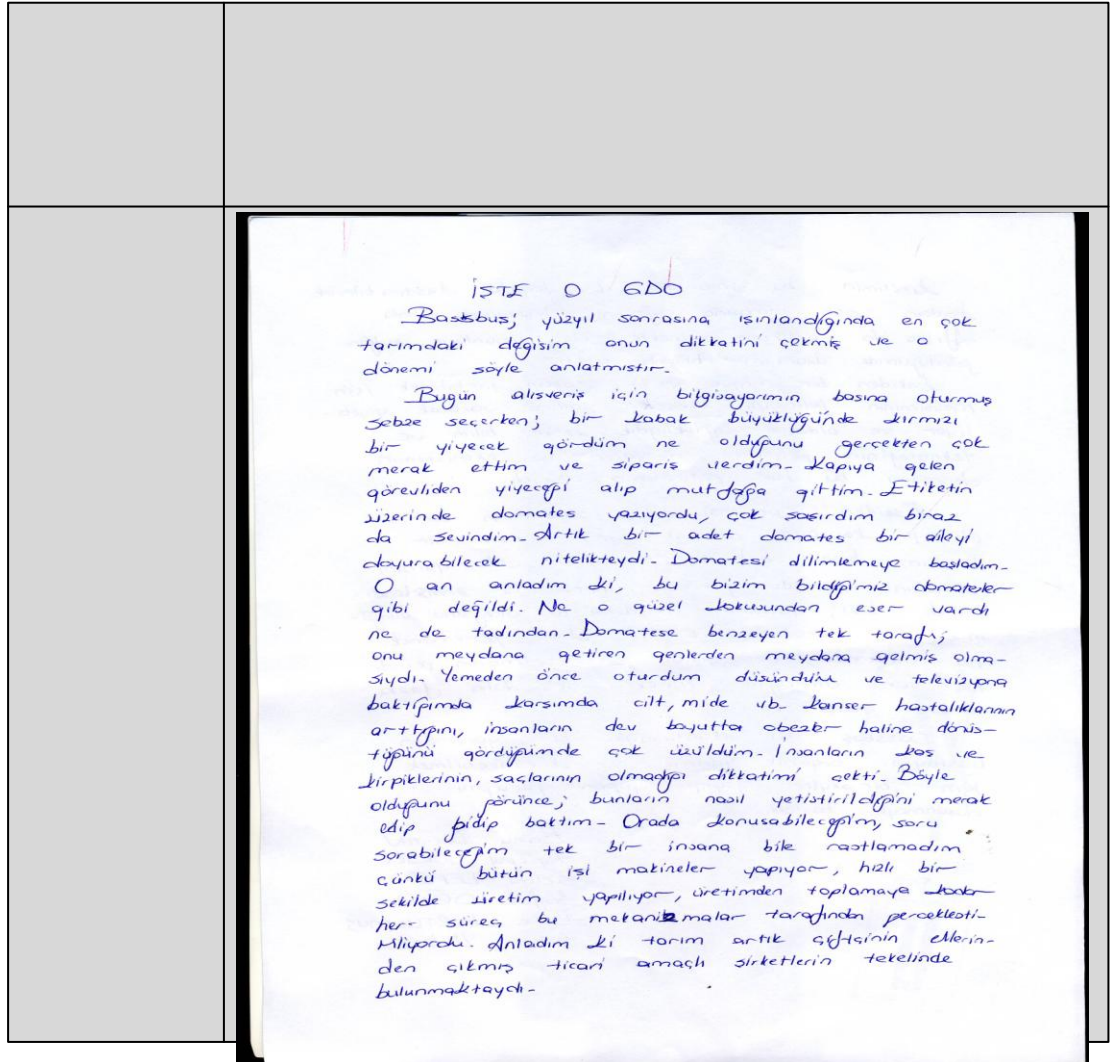 İŞTE O GDO
Basksbus; yüzyıl sonrasına ışınlandığında en çok
tarımdaki değişim onun dikkatini çekmiş ve o
dönemi şöyle anlatmıştır.
Bugün alışveriş için bilgisayarımın başına oturmuş
sebze seçerken; bir kabak büyüklüğünde kırmızı
bir yiyecek gördüm ne olduğunu gerçekten çok
merak ettim ve sipariş verdim. Kapıya gelen
görevliden yiyeceği alıp mutfağa gittim. Etiketin
üzerinde domates yazıyordu, çok şaşırdım biraz
da sevindim. Artık bir adet domates bir aileyi
doyurabilecek nitelikteydi. Domatesi dilimlemeye başladım.
O an anladım ki, bu bizim bildiğimiz domatesler
gibi değildi. Ne o güzel kokusundan eser vardı
ne de tadından. Domatese benzeyen tek tarafı;
onu meydana getiren genlerden meydana gelmiş olma-
sıydı. Yemeden önce oturdum düşündüm ve televizyona
baktığımda karşımda cilt, mide vb. kanser hastalıklarının
arttığını, insanların dev boyutta obezler haline dönüş-
tüğünü gördüğümde çok üzüldüm. İnsanların kaş ve
kirpiklerinin, saçlarının olmadığı dikkatimi çekti. Böyle
olduğunu görünce; bunların nasıl yetiştirildiğini merak
edip gidip baktım. Orada konuşabileceğim, soru
sorabileceğim tek bir insana bile rastlamadım
çünkü bütün işi makineler yapıyor, hızlı bir
şekilde üretim yapılıyor, üretimden toplamaya kadar
her süreç bu mekanizmalar tarafından gerçekleşti-
riliyordu. Anladım ki tarım artık çiftçinin ellerin-
den çıkmış ticari amaçlı şirketlerin tekelinde
bulunmaktaydı.